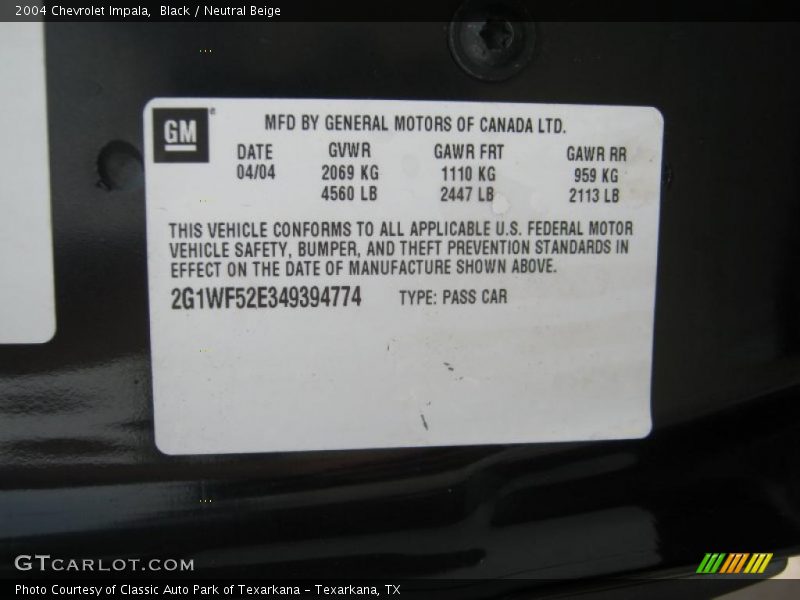 2004 Chevrolet Impala,  Black / Neutral Beige
GM
MFD BY GENERAL MOTORS OF CANADA LTD.
DATE GVWR GAWR FRT GAWR RR
04/04 2069 KG 1110 KG 959 KG
4560 LB 2447 LB 2113 LB
THIS VEHICLE CONFORMS TO ALL APPLICABLE U.S. FEDERAL MOTOR
VEHICLE SAFETY, BUMPER, AND THEFT PREVENTION STANDARDS IN
EFFECT ON THE DATE OF MANUFACTURE SHOWN ABOVE.
2G1WF52E349394774 TYPE: PASS CAR
GTCARLOT.COM
Photo Courtesy of Classic Auto Park of Texarkana – Texarkana, TX